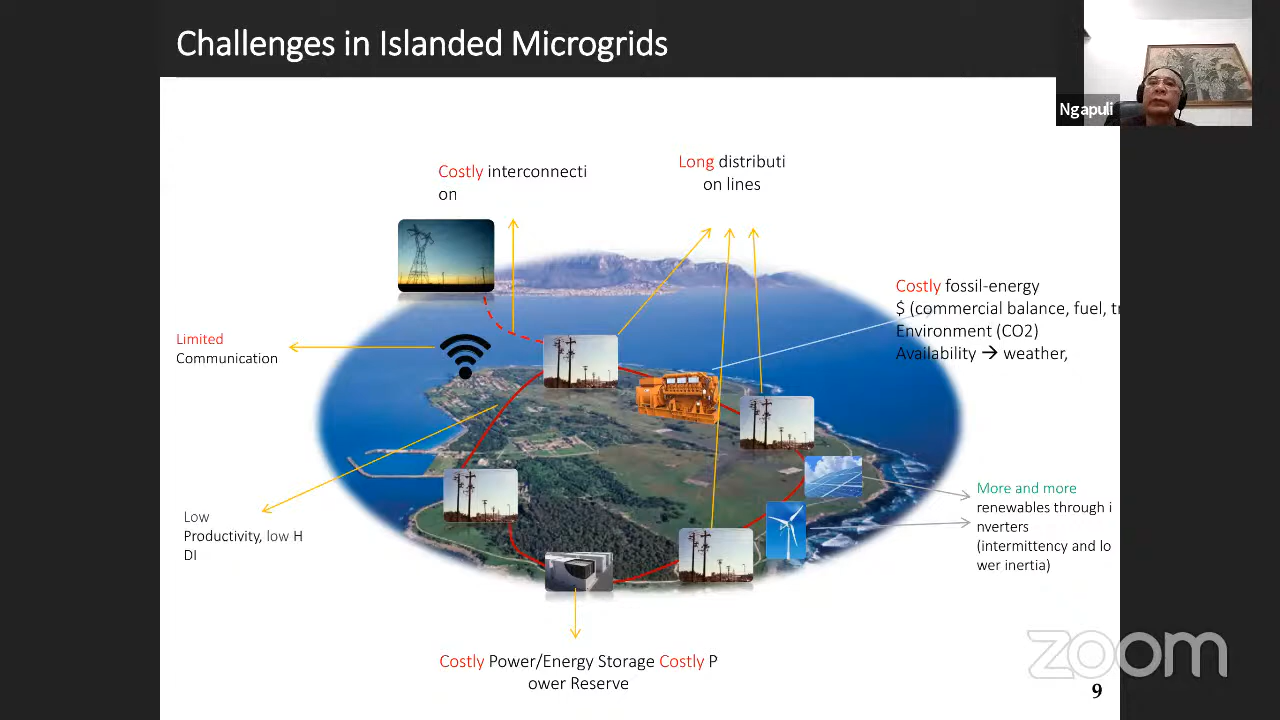 Challenges in Islanded Microgrids
Ngapuli
Costly interconnecti
on
Long distributi
on lines
Costly fossil-energy
$ (commercial balance, fuel, tr
Environment (CO2)
Availability → weather,
Limited
Communication
More and more
renewables through i
nverters
(intermittency and lo
wer inertia)
Low
Productivity, low H
DI
Costly Power/Energy Storage Costly P
ower Reserve
zoom
9